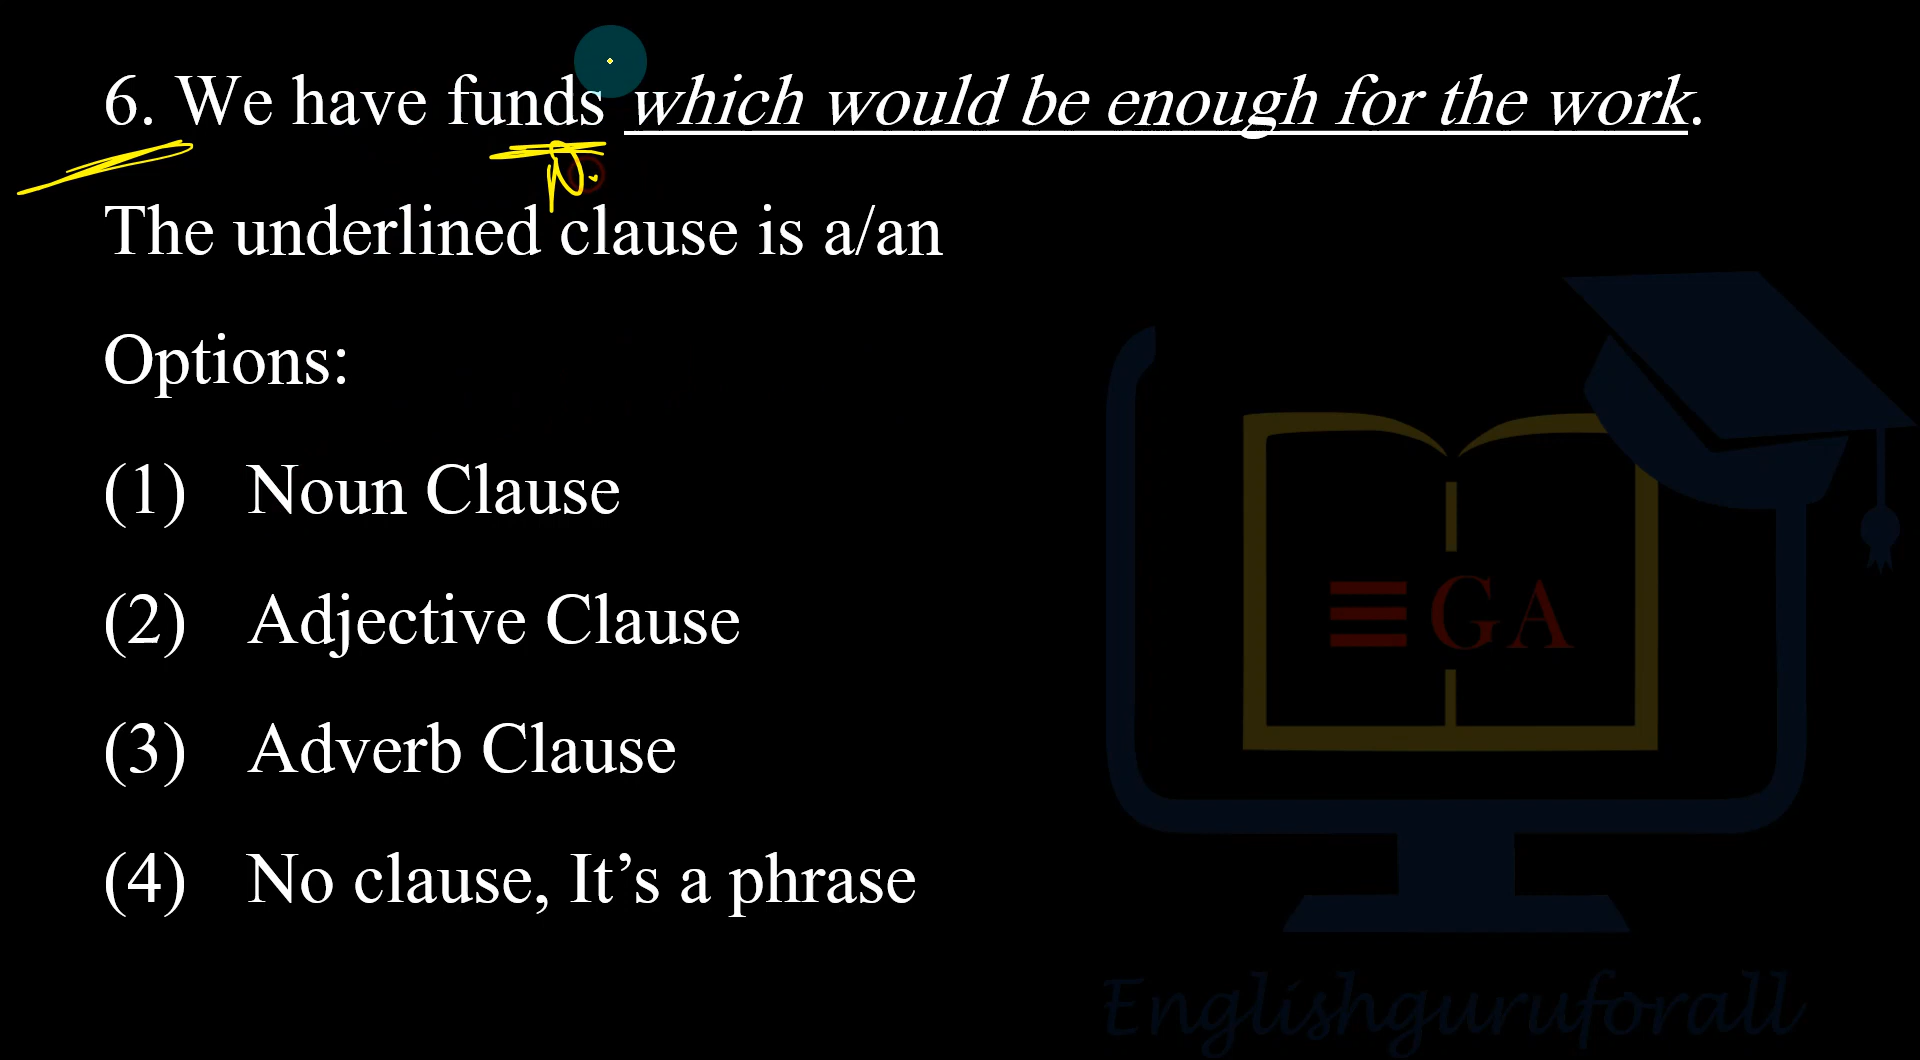 6. We have funds which would be enough for the work.
N.
The underlined clause is a/an
Options:
(1) Noun Clause
(2) Adjective Clause
(3) Adverb Clause
(4) No clause, It’s a phrase
GA
Englishguruforall